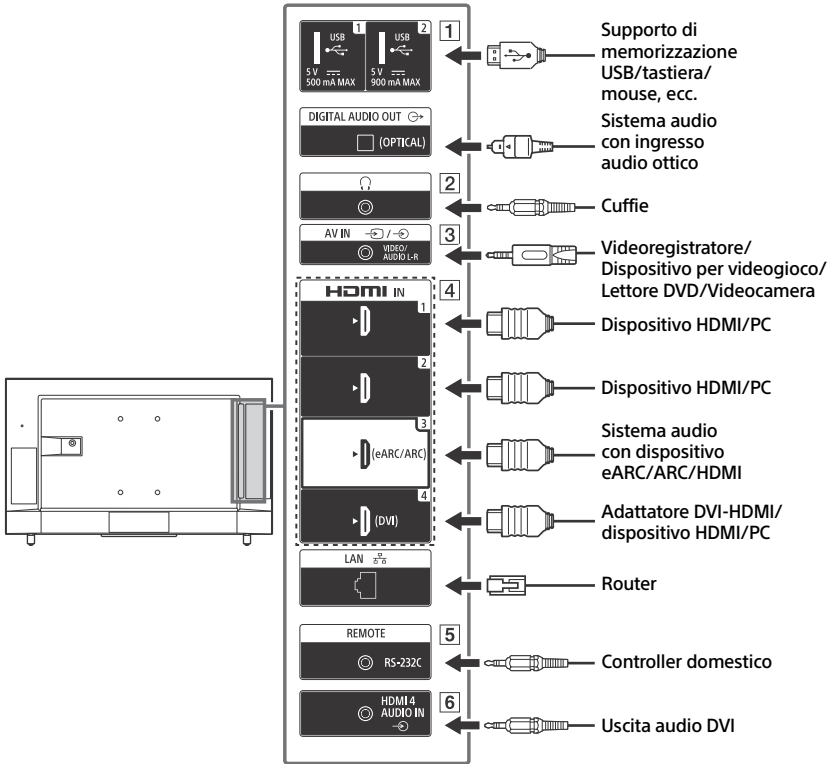 1
USB
5 V
500 mA MAX
2
USB
5 V
900 mA MAX
1
Supporto di
memorizzazione
USB/tastiera/
mouse, ecc.
DIGITAL AUDIO OUT
(OPTICAL)
Sistema audio
con ingresso
audio ottico
2
Cuffie
AV IN /
VIDEO/
AUDIO L-R
3
Videoregistratore/
Dispositivo per videogioco/
Lettore DVD/Videocamera
HDMI IN
4
1
Dispositivo HDMI/PC
2
Dispositivo HDMI/PC
3
(eARC/ARC)
Sistema audio
con dispositivo
eARC/ARC/HDMI
4
(DVI)
Adattatore DVI-HDMI/
dispositivo HDMI/PC
LAN
Router
REMOTE
RS-232C
5
Controller domestico
HDMI 4
AUDIO IN
6
Uscita audio DVI